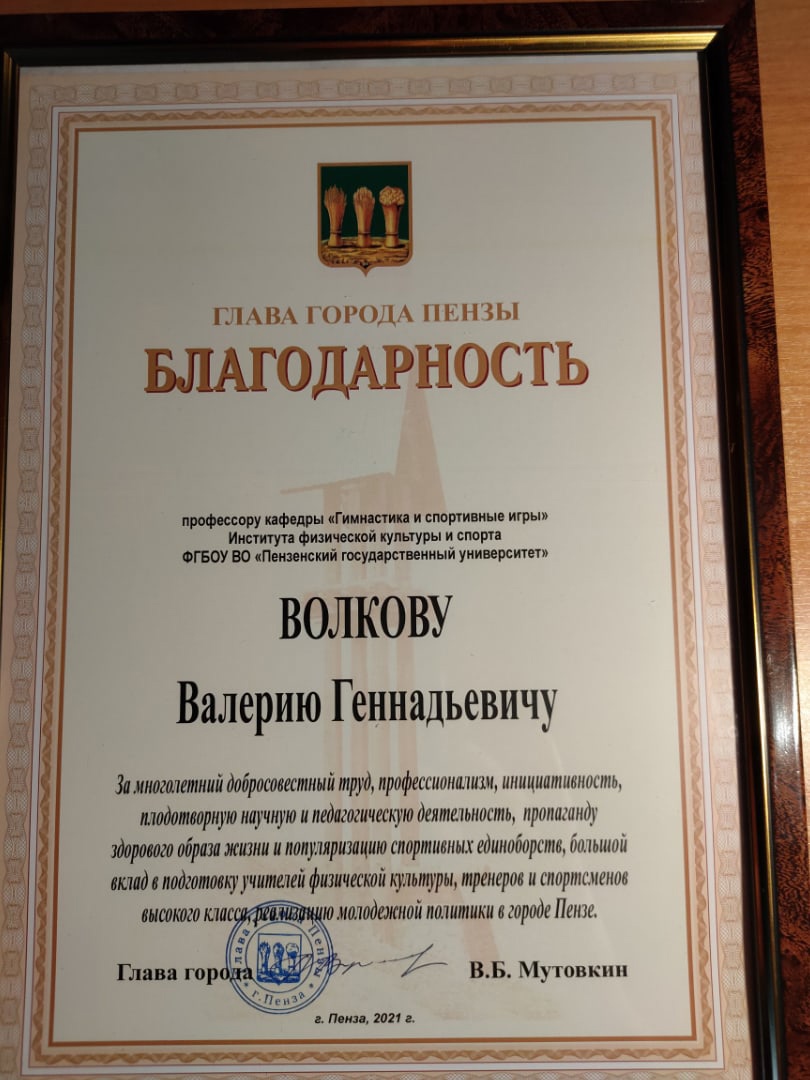 ГЛАВА ГОРОДА ПЕНЗЫ
БЛАГОДАРНОСТЬ
профессору кафедры «Гимнастика и спортивные игры»
Института физической культуры и спорта
ФГБОУ ВО «Пензенский государственный университет»
ВОЛКОВУ
Валерию Геннадьевичу
За многолетний добросовестный труд, профессионализм, инициативность,
плодотворную научную и педагогическую деятельность, пропаганду
здорового образа жизни и популяризацию спортивных единоборств, большой
вклад в подготовку учителей физической культуры, тренеров и спортсменов
высокого класса, реализацию молодежной политики в городе Пензе.
Глава города
В.Б. Мутовкин
Глава города Пензы
г. Пенза
г. Пенза, 2021 г.